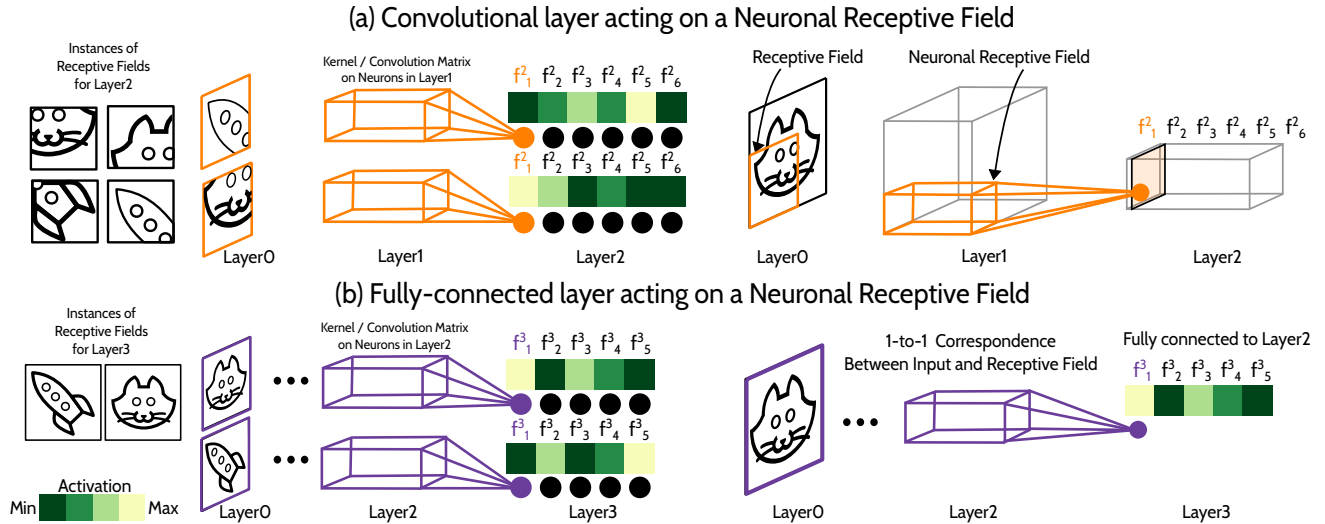 (a) Convolutional layer acting on a Neuronal Receptive Field
Instances of
Receptive Fields
for Layer2
Kernel / Convolution Matrix
on Neurons in Layer1
f²₁ f²₂ f²₃ f²₄ f²₅ f²₆
f²₁ f²₂ f²₃ f²₄ f²₅ f²₆
Receptive Field
Neuronal Receptive Field
f²₁ f²₂ f²₃ f²₄ f²₅ f²₆
Layer0
Layer1
Layer2
Layer0
Layer1
Layer2
(b) Fully-connected layer acting on a Neuronal Receptive Field
Instances of
Receptive Fields
for Layer3
Kernel / Convolution Matrix
on Neurons in Layer2
f³₁ f³₂ f³₃ f³₄ f³₅
f³₁ f³₂ f³₃ f³₄ f³₅
1-to-1 Correspondence
Between Input and Receptive Field
Fully connected to Layer2
f³₁ f³₂ f³₃ f³₄ f³₅
Activation
Min Max
Layer0
Layer2
Layer3
Layer0
Layer2
Layer3